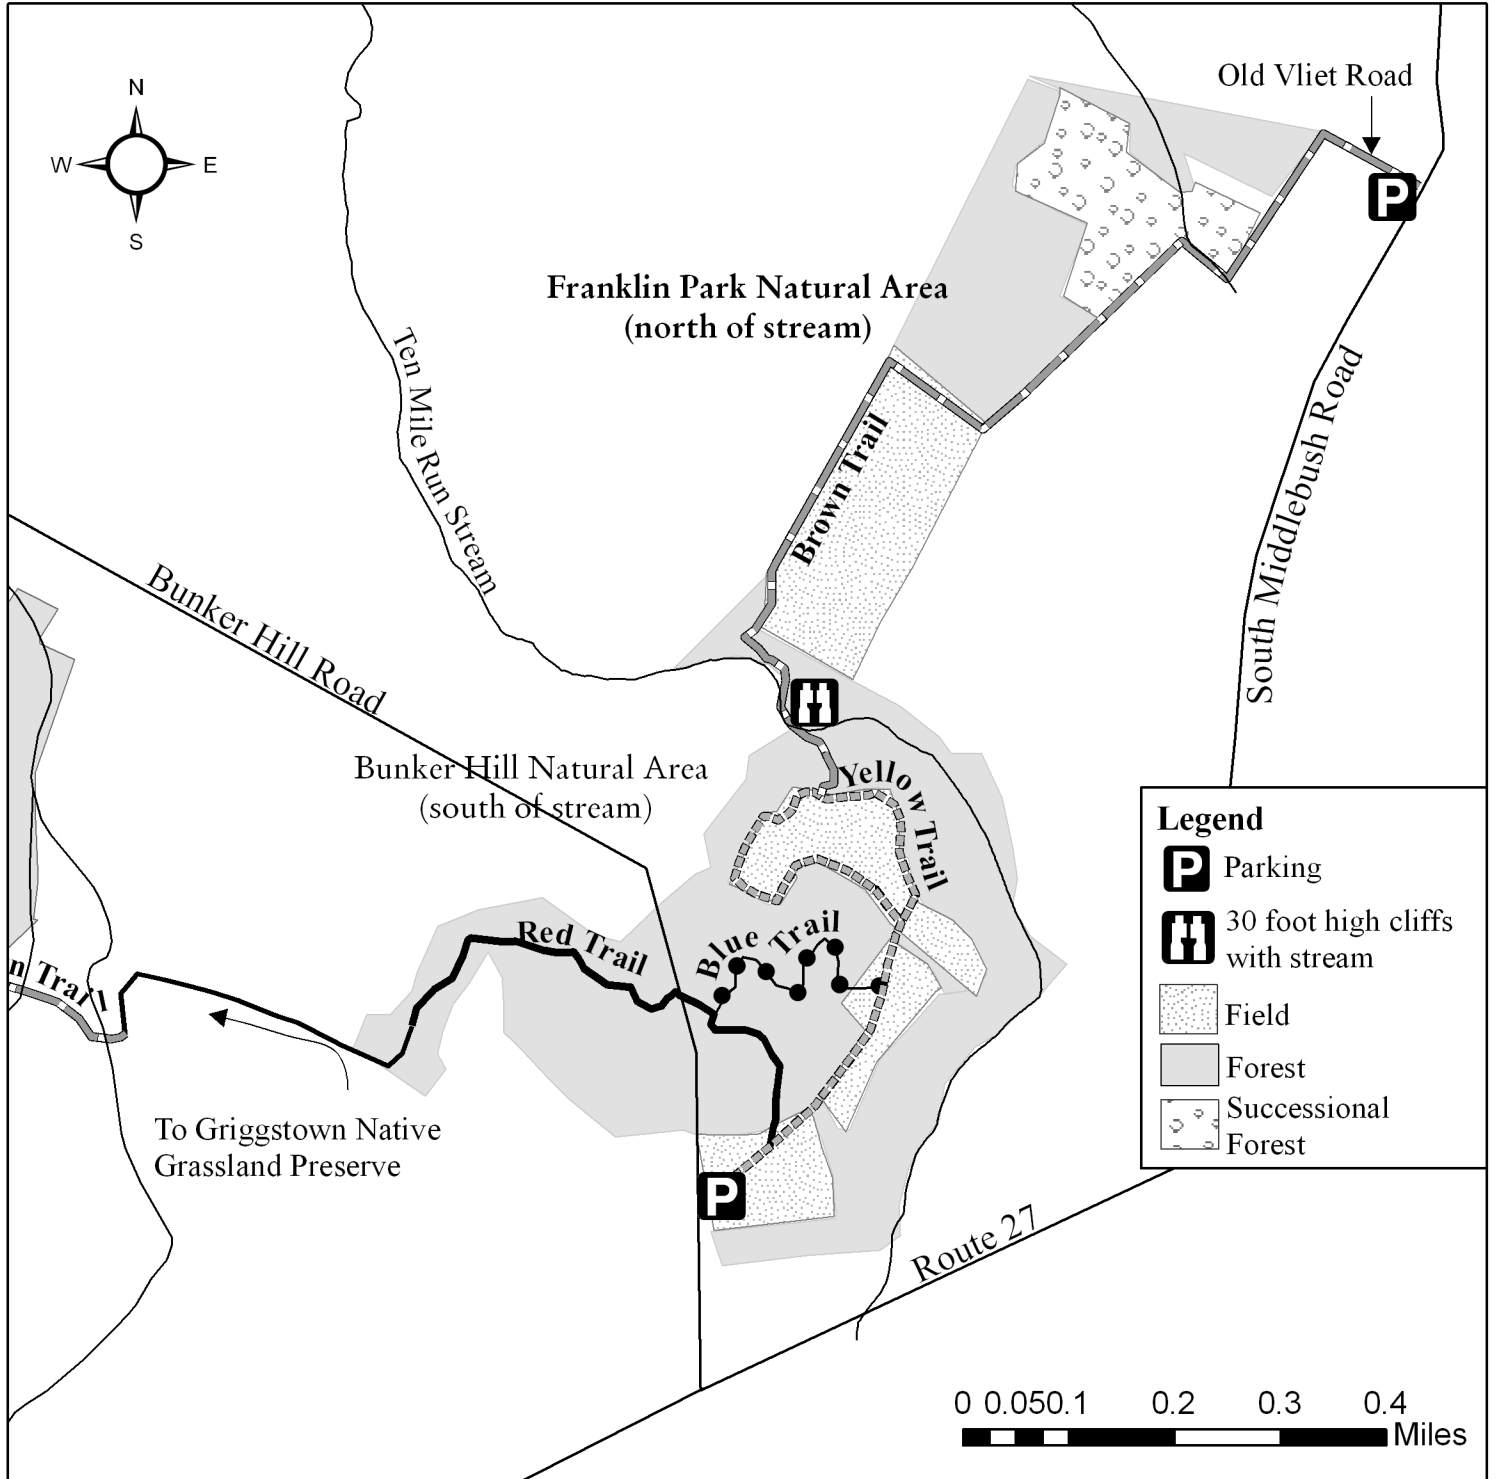 Old Vliet Road
N
W
E
S
P
Franklin Park Natural Area
(north of stream)
Ten Mile Run Stream
South Middlebush Road
Brown Trail
Bunker Hill Road
Bunker Hill Natural Area
(south of stream)
Yellow Trail
Red Trail
Blue Trail
n Trail
To Griggstown Native
Grassland Preserve
P
Route 27
Legend
P Parking
30 foot high cliffs
with stream
Field
Forest
Successional
Forest
0 0.05 0.1 0.2 0.3 0.4
Miles